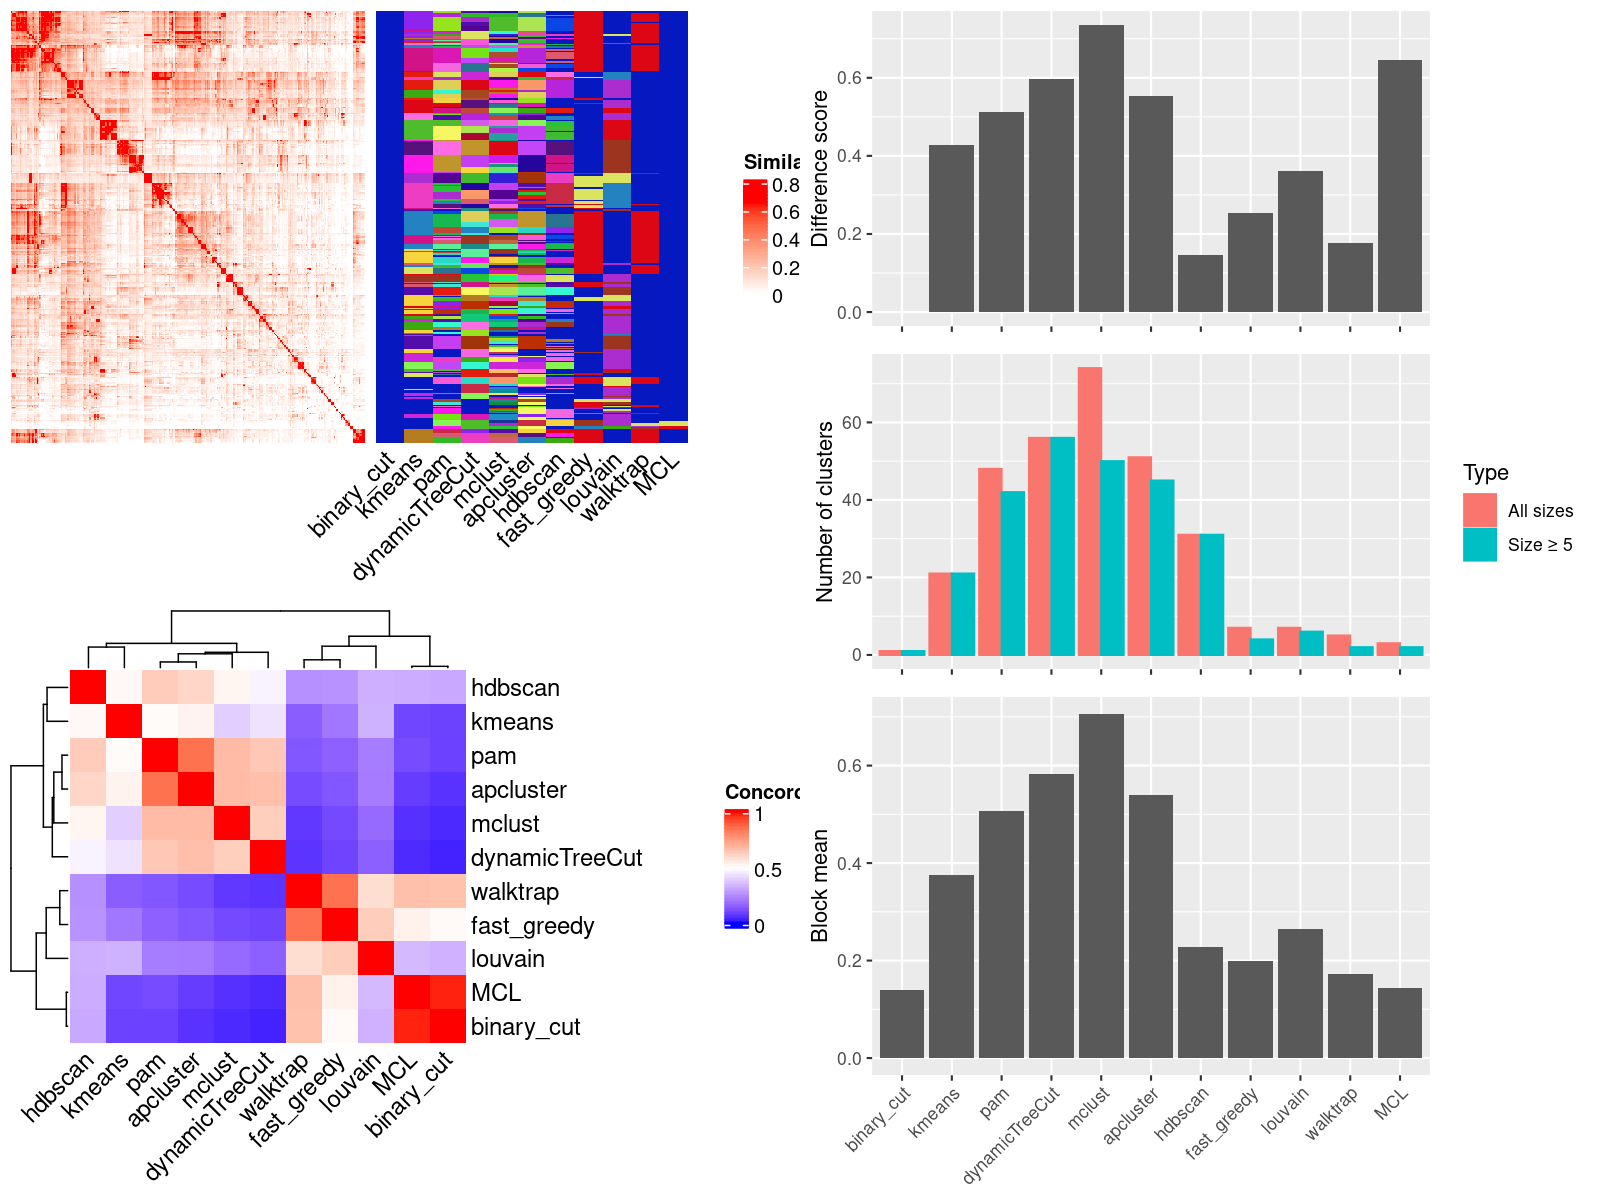 Simila
0.8
0.6
0.4
0.2
0
binary_cut
kmeans
pam
dynamicTreeCut
mclust
apcluster
hdbscan
fast_greedy
louvain
walktrap
MCL
hdbscan
kmeans
pam
apcluster
mclust
dynamicTreeCut
walktrap
fast_greedy
louvain
MCL
binary_cut
hdbscan
kmeans
pam
apcluster
mclust
dynamicTreeCut
walktrap
fast_greedy
louvain
MCL
binary_cut
Concord
1
0.5
0
Difference score
0.6
0.4
0.2
0.0
Number of clusters
60
40
20
0
Type
All sizes
Size ≥ 5
Block mean
0.6
0.4
0.2
0.0
binary_cut
kmeans
pam
dynamicTreeCut
mclust
apcluster
hdbscan
fast_greedy
louvain
walktrap
MCL